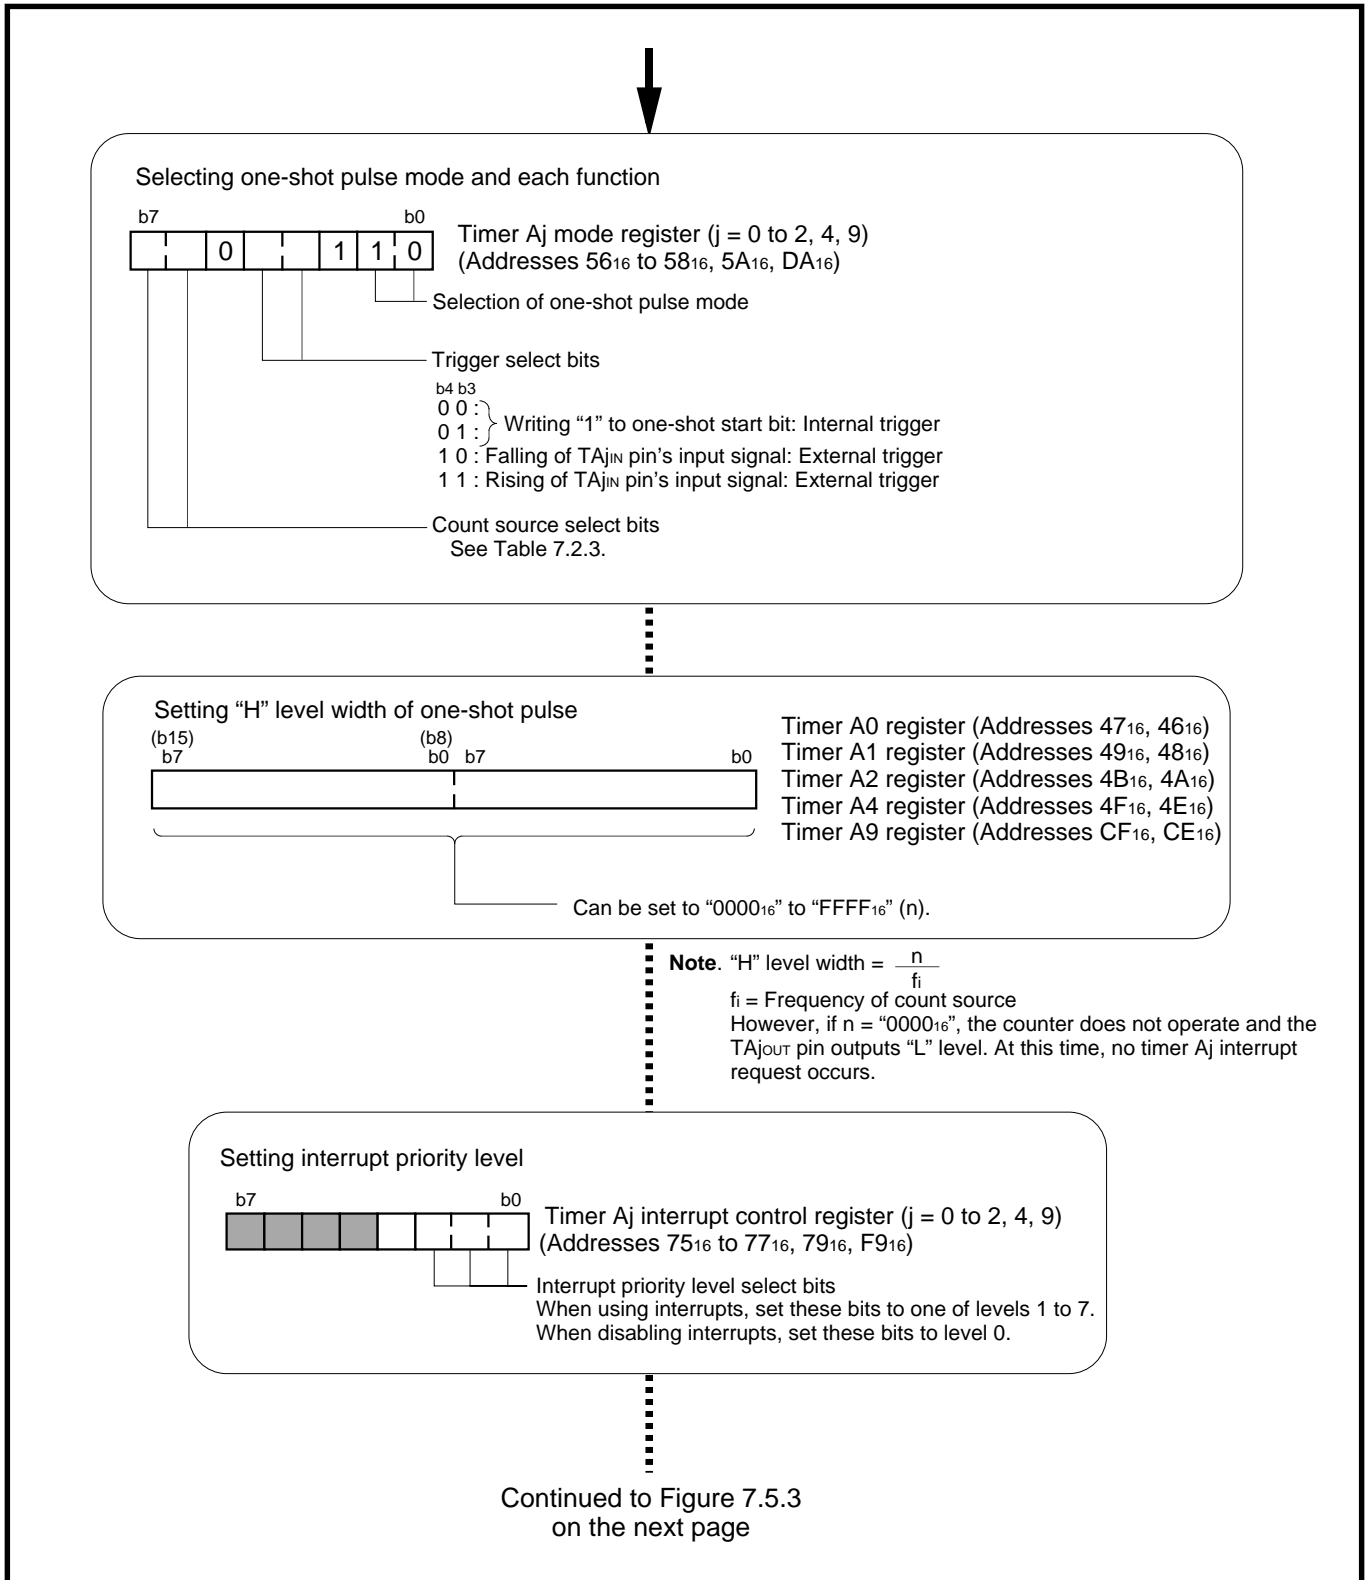 Selecting one-shot pulse mode and each function
b7 b0
0 1 1 0
Timer Aj mode register (j = 0 to 2, 4, 9)
(Addresses 5616 to 5816, 5A16, DA16)
Selection of one-shot pulse mode
Trigger select bits
b4 b3
0 0 :
0 1 :
Writing “1” to one-shot start bit: Internal trigger
1 0 : Falling of TAjIN pin’s input signal: External trigger
1 1 : Rising of TAjIN pin’s input signal: External trigger
Count source select bits
See Table 7.2.3.
Setting “H” level width of one-shot pulse
(b15) (b8)
b7 b0 b7 b0
Timer A0 register (Addresses 4716, 4616)
Timer A1 register (Addresses 4916, 4816)
Timer A2 register (Addresses 4B16, 4A16)
Timer A4 register (Addresses 4F16, 4E16)
Timer A9 register (Addresses CF16, CE16)
Can be set to “000016” to “FFFF16” (n).
Note. “H” level width = n
fi
fi = Frequency of count source
However, if n = “000016”, the counter does not operate and the
TAjOUT pin outputs “L” level. At this time, no timer Aj interrupt
request occurs.
Setting interrupt priority level
b7 b0
Timer Aj interrupt control register (j = 0 to 2, 4, 9)
(Addresses 7516 to 7716, 7916, F916)
Interrupt priority level select bits
When using interrupts, set these bits to one of levels 1 to 7.
When disabling interrupts, set these bits to level 0.
Continued to Figure 7.5.3
on the next page